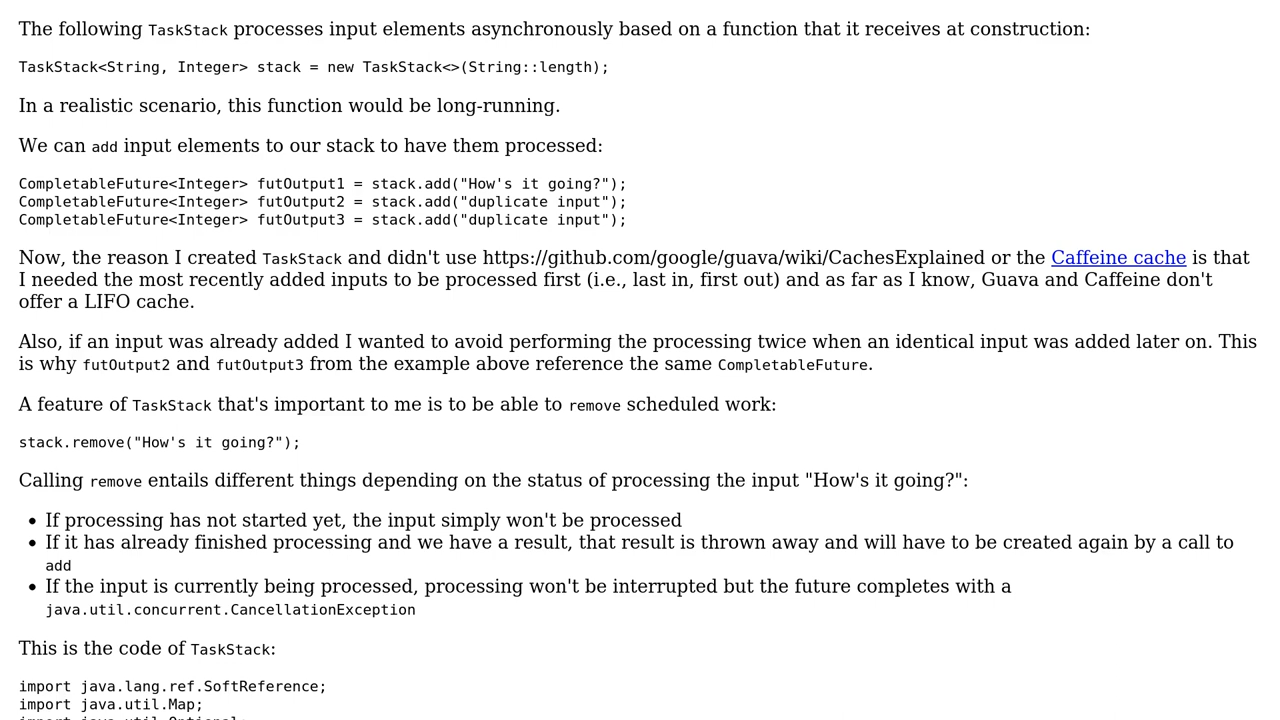 The following TaskStack processes input elements asynchronously based on a function that it receives at construction:
TaskStack<String, Integer> stack = new TaskStack<>(String::length);
In a realistic scenario, this function would be long-running.
We can add input elements to our stack to have them processed:
CompletableFuture<Integer> futOutput1 = stack.add("How's it going?");
CompletableFuture<Integer> futOutput2 = stack.add("duplicate input");
CompletableFuture<Integer> futOutput3 = stack.add("duplicate input");
Now, the reason I created TaskStack and didn't use https://github.com/google/guava/wiki/CachesExplained or the Caffeine cache is that
I needed the most recently added inputs to be processed first (i.e., last in, first out) and as far as I know, Guava and Caffeine don't
offer a LIFO cache.
Also, if an input was already added I wanted to avoid performing the processing twice when an identical input was added later on. This
is why futOutput2 and futOutput3 from the example above reference the same CompletableFuture.
A feature of TaskStack that's important to me is to be able to remove scheduled work:
stack.remove("How's it going?");
Calling remove entails different things depending on the status of processing the input "How's it going?":
• If processing has not started yet, the input simply won't be processed
• If it has already finished processing and we have a result, that result is thrown away and will have to be created again by a call to
add
• If the input is currently being processed, processing won't be interrupted but the future completes with a
java.util.concurrent.CancellationException
This is the code of TaskStack:
import java.lang.ref.SoftReference;
import java.util.Map;
import java.util.Optional;